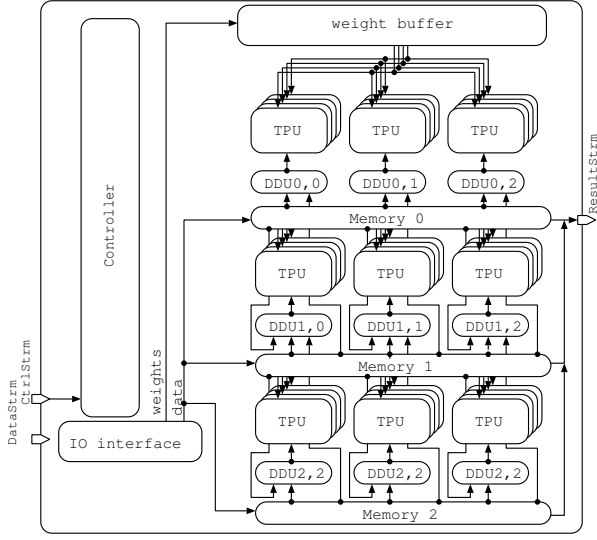 weight buffer
TPU TPU TPU
DDU0,0 DDU0,1 DDU0,2
Memory 0
ResultStrm
Controller
TPU TPU TPU
DDU1,0 DDU1,1 DDU1,2
Memory 1
DataStrm
CtrlStrm
weights
data
TPU TPU TPU
IO interface
DDU2,2 DDU2,2 DDU2,2
Memory 2